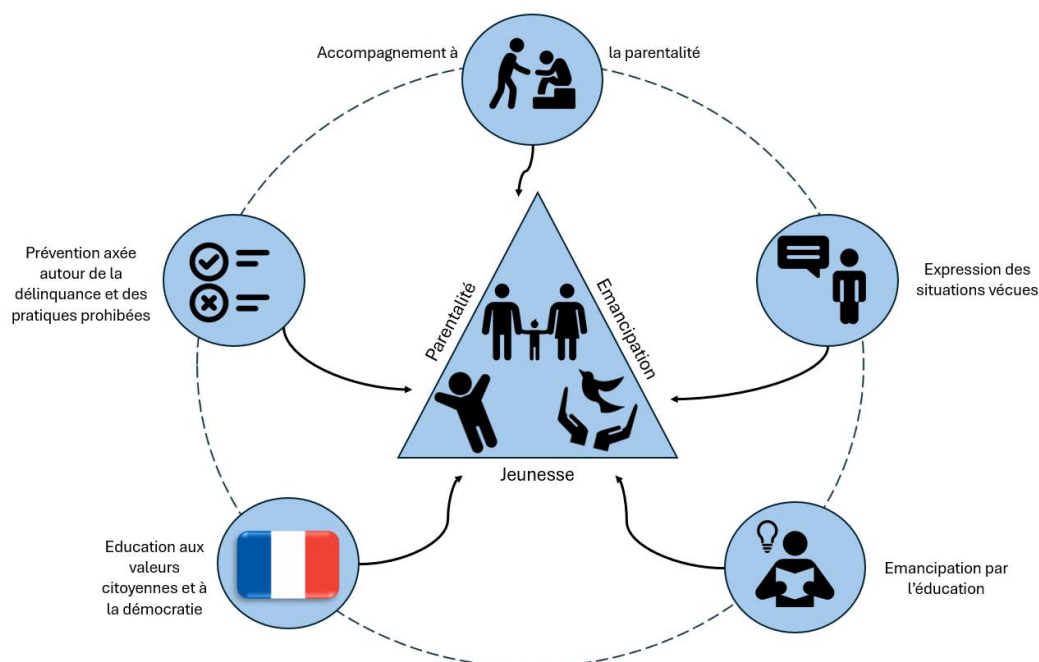 Accompagnement à la parentalité
Prévention axée
autour de la
délinquance et des
pratiques prohibées
Expression des
situations vécues
Parentalité
Emancipation
Jeunesse
Education aux
valeurs
citoyennes et à
la démocratie
Emancipation par
l’éducation